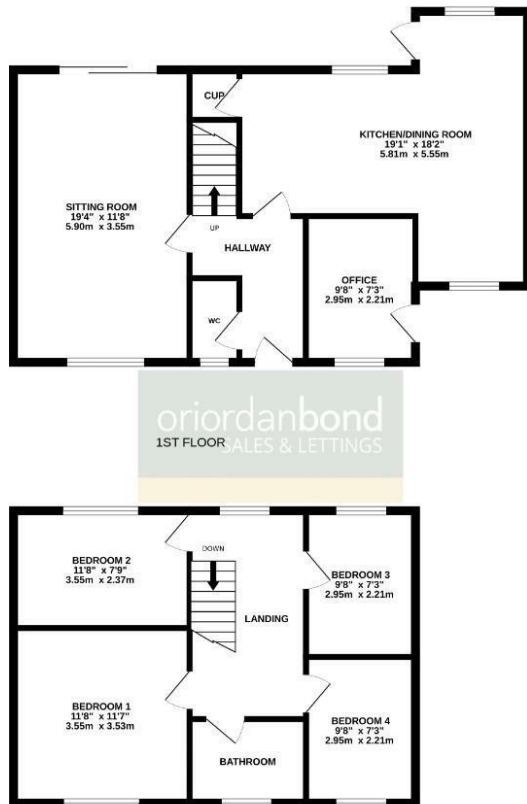 CUP
KITCHEN/DINING ROOM
19'1" x 18'2"
5.81m x 5.55m
SITTING ROOM
19'4" x 11'8"
5.90m x 3.55m
UP
HALLWAY
OFFICE
9'8" x 7'3"
2.95m x 2.21m
WC
oriordanbond
SALES & LETTINGS
1ST FLOOR
BEDROOM 2
11'8" x 7'9"
3.55m x 2.37m
DOWN
BEDROOM 3
9'8" x 7'3"
2.95m x 2.21m
LANDING
BEDROOM 1
11'8" x 11'7"
3.55m x 3.53m
BEDROOM 4
9'8" x 7'3"
2.95m x 2.21m
BATHROOM